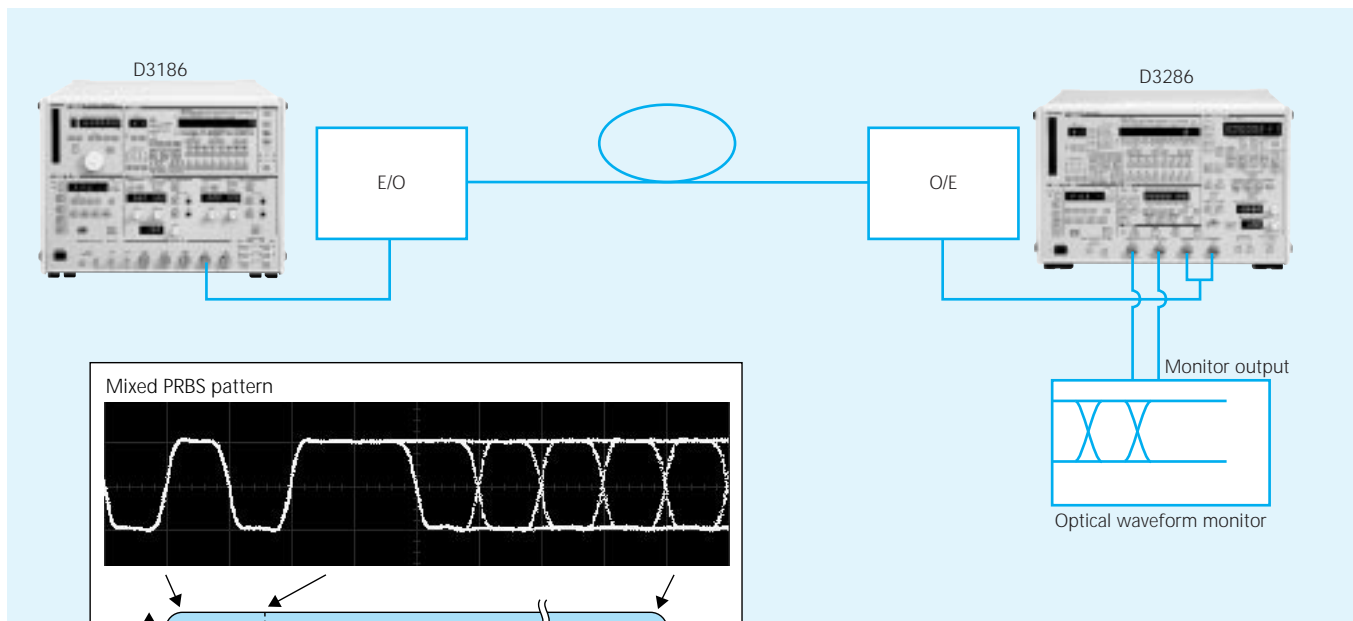 D3186
D3286
E/O
O/E
Monitor output
Mixed PRBS pattern
Optical waveform monitor